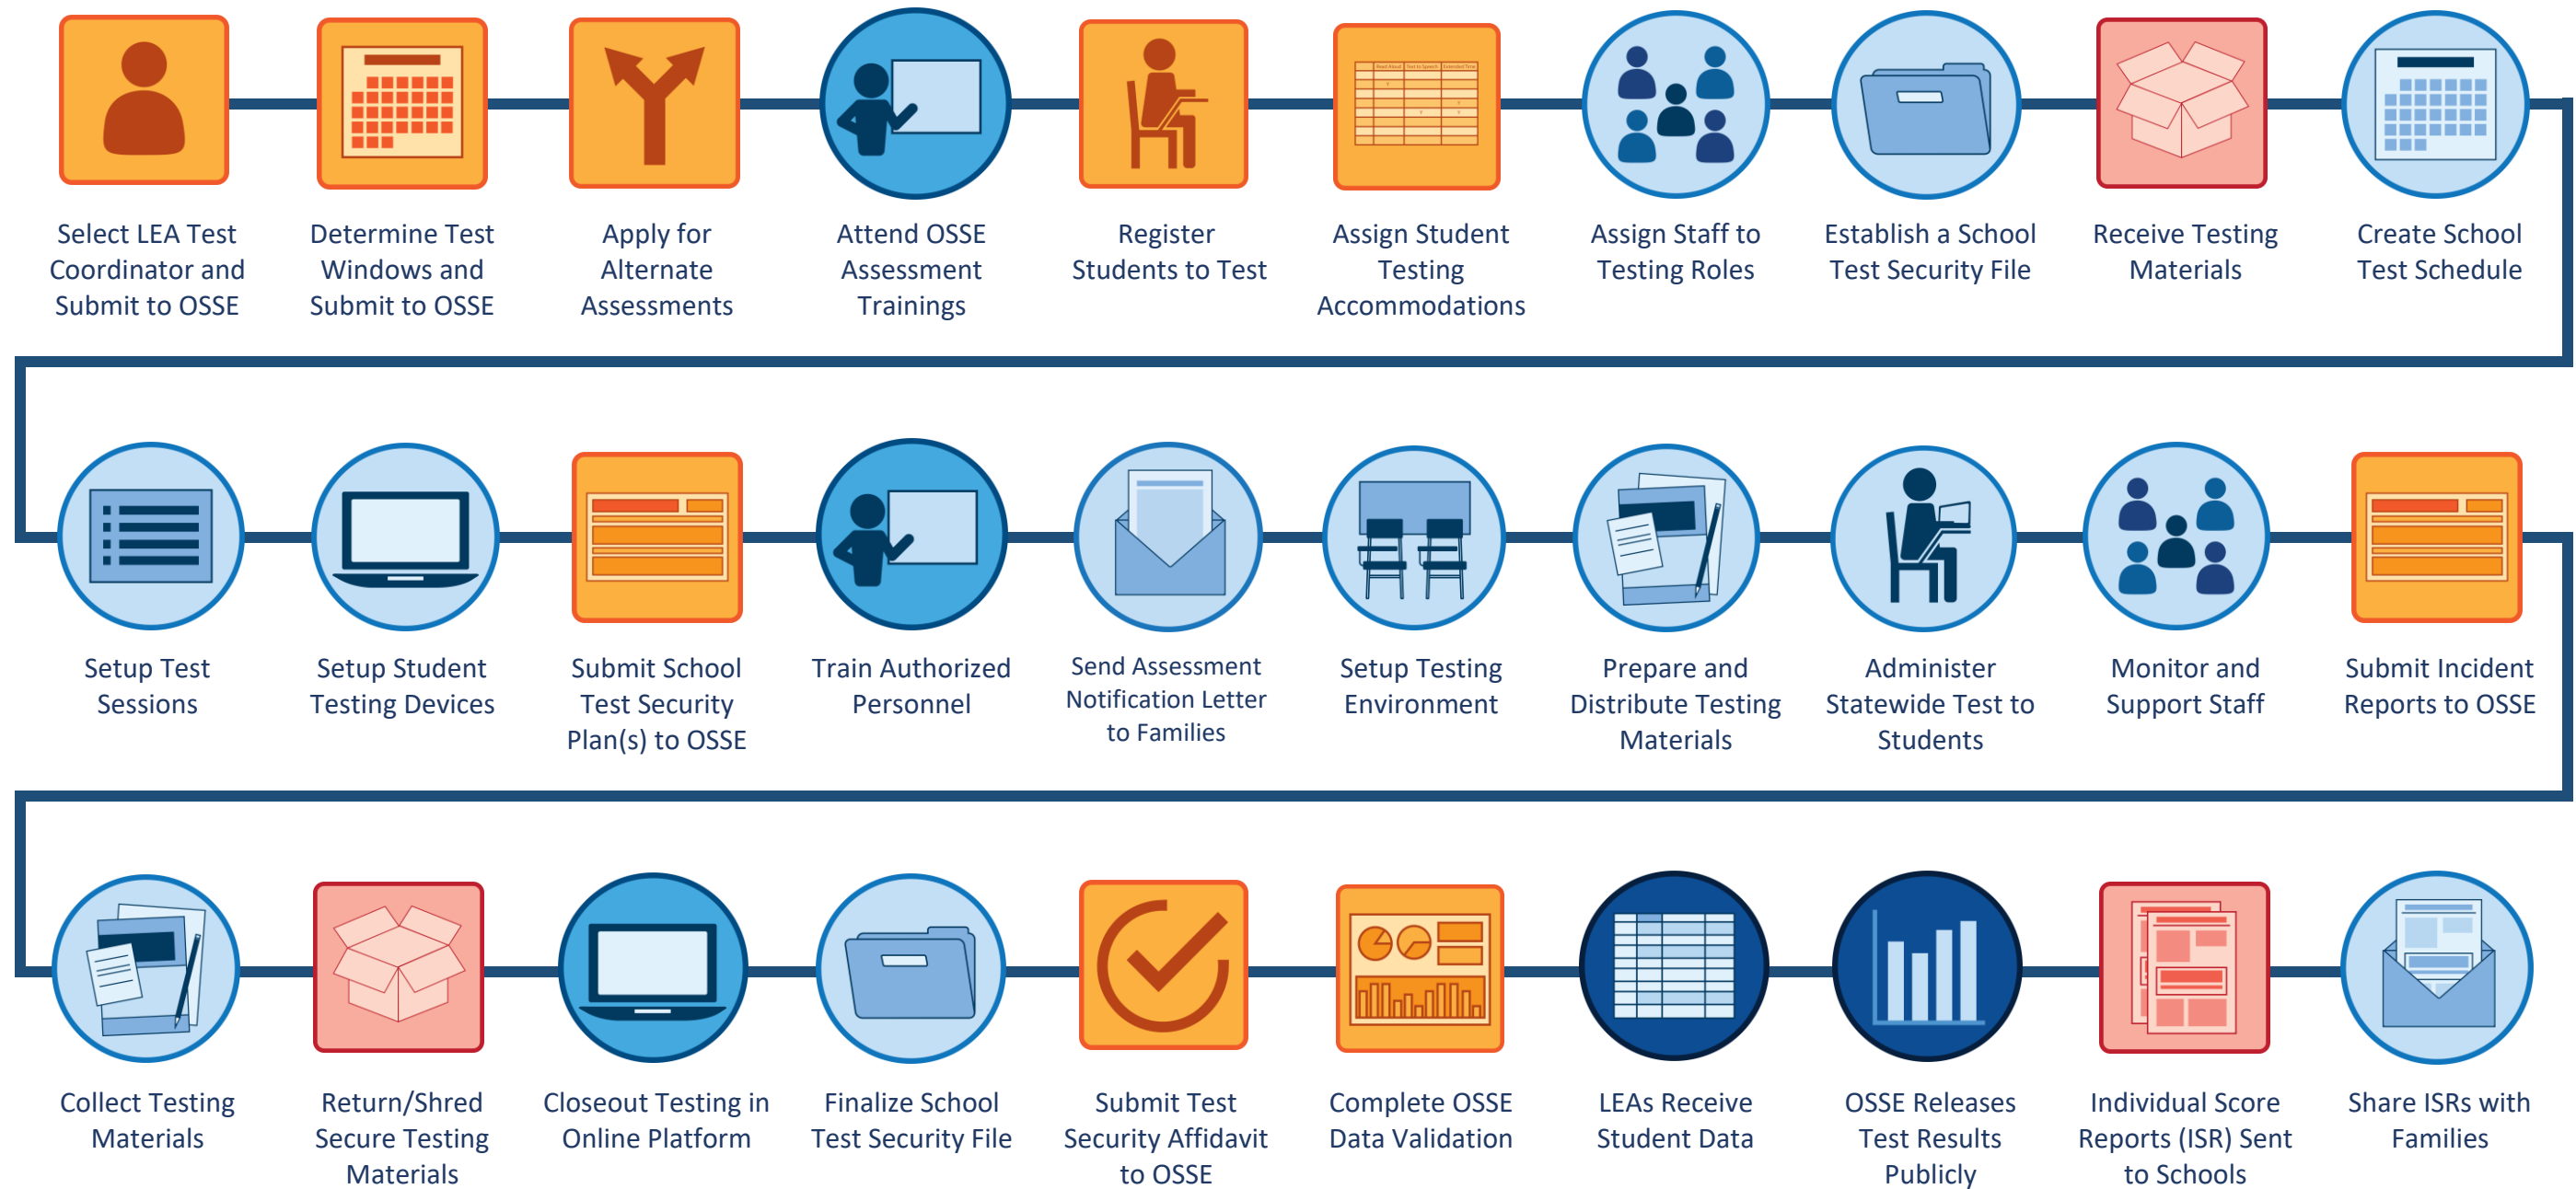 Select LEA Test
Coordinator and
Submit to OSSE
Determine Test
Windows and
Submit to OSSE
Apply for
Alternate
Assessments
Attend OSSE
Assessment
Trainings
Register
Students to Test
Read Aloud Text to Speech Extended Time
Assign Student
Testing
Accommodations
Assign Staff to
Testing Roles
Establish a School
Test Security File
Receive Testing
Materials
Create School
Test Schedule
Setup Test
Sessions
Setup Student
Testing Devices
Submit School
Test Security
Plan(s) to OSSE
Train Authorized
Personnel
Send Assessment
Notification Letter
to Families
Setup Testing
Environment
Prepare and
Distribute Testing
Materials
Administer
Statewide Test to
Students
Monitor and
Support Staff
Submit Incident
Reports to OSSE
Collect Testing
Materials
Return/Shred
Secure Testing
Materials
Closeout Testing in
Online Platform
Finalize School
Test Security File
Submit Test
Security Affidavit
to OSSE
Complete OSSE
Data Validation
LEAs Receive
Student Data
OSSE Releases
Test Results
Publicly
Individual Score
Reports (ISR) Sent
to Schools
Share ISRs with
Families